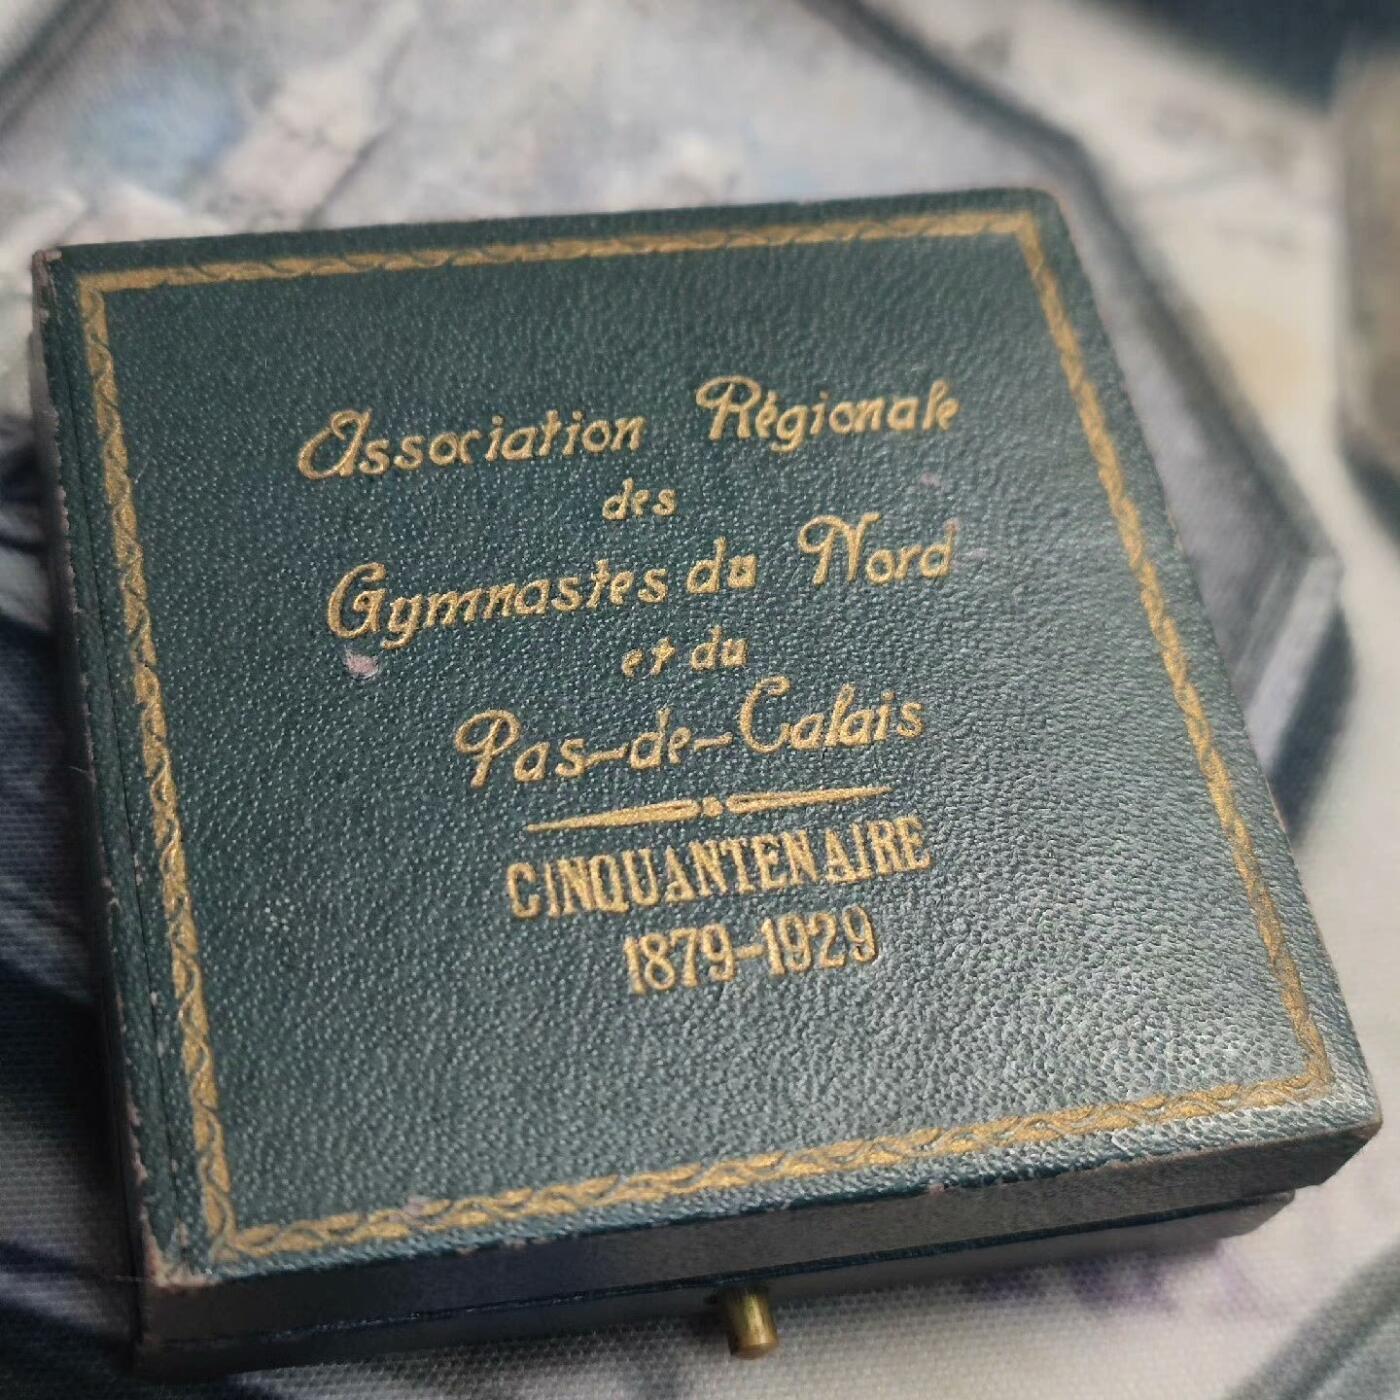 Association Régionale
des
Gymnastes du Nord
et du
Pas-de-Calais
CINQUANTENAIRE
1879-1929